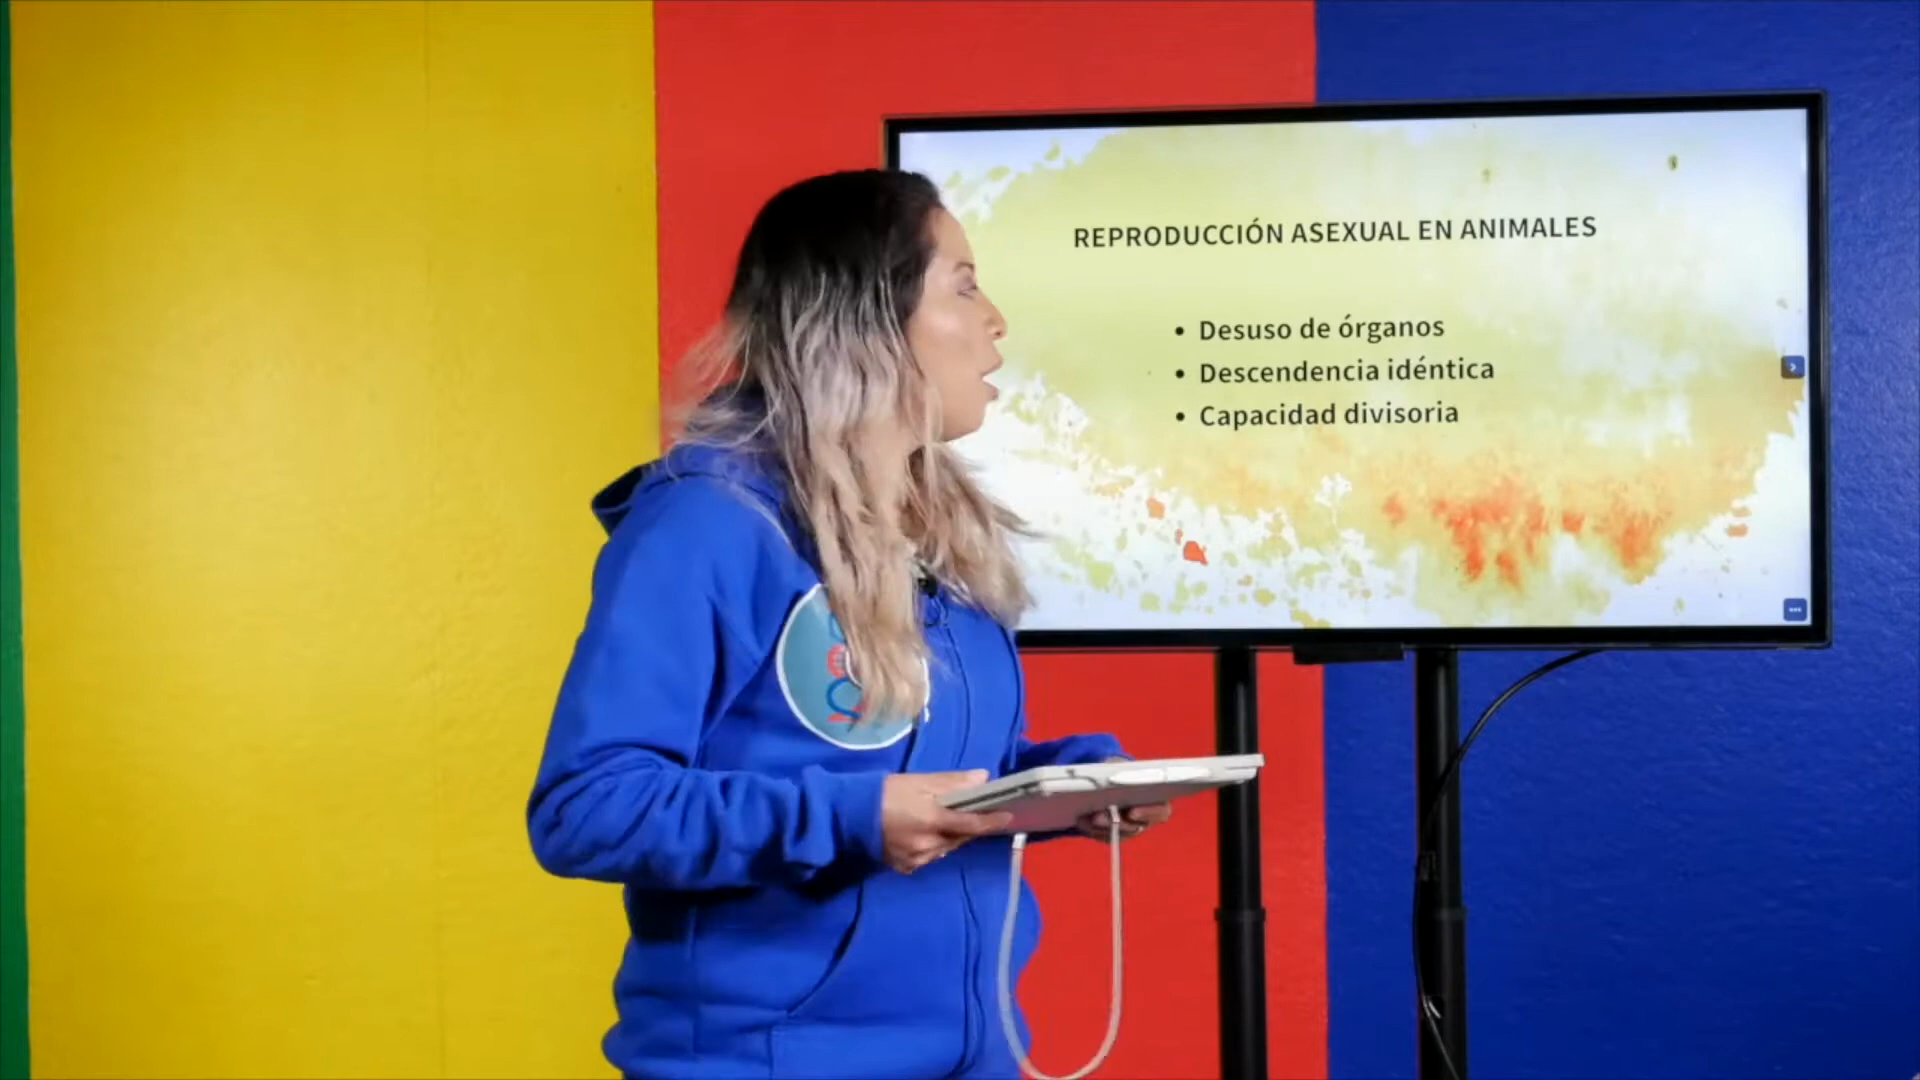 REPRODUCCIÓN ASEXUAL EN ANIMALES
• Desuso de órganos
• Descendencia idéntica
• Capacidad divisoria